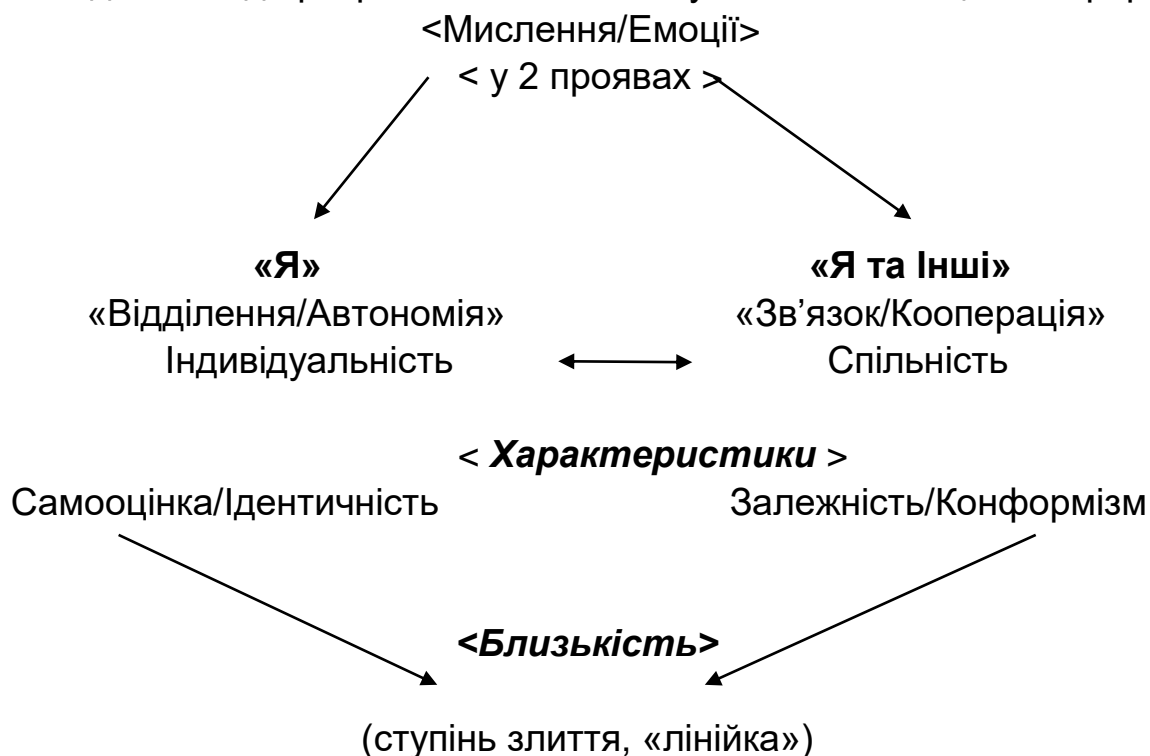 <Мислення/Емоції>
< у 2 проявах >
«Я» «Я та Інші»
«Відділення/Автономія» «Зв’язок/Кооперація»
Індивідуальність Спільність
< Характеристики >
Самооцінка/Ідентичність Залежність/Конформізм
<Близькість>
(ступінь злиття, «лінійка»)